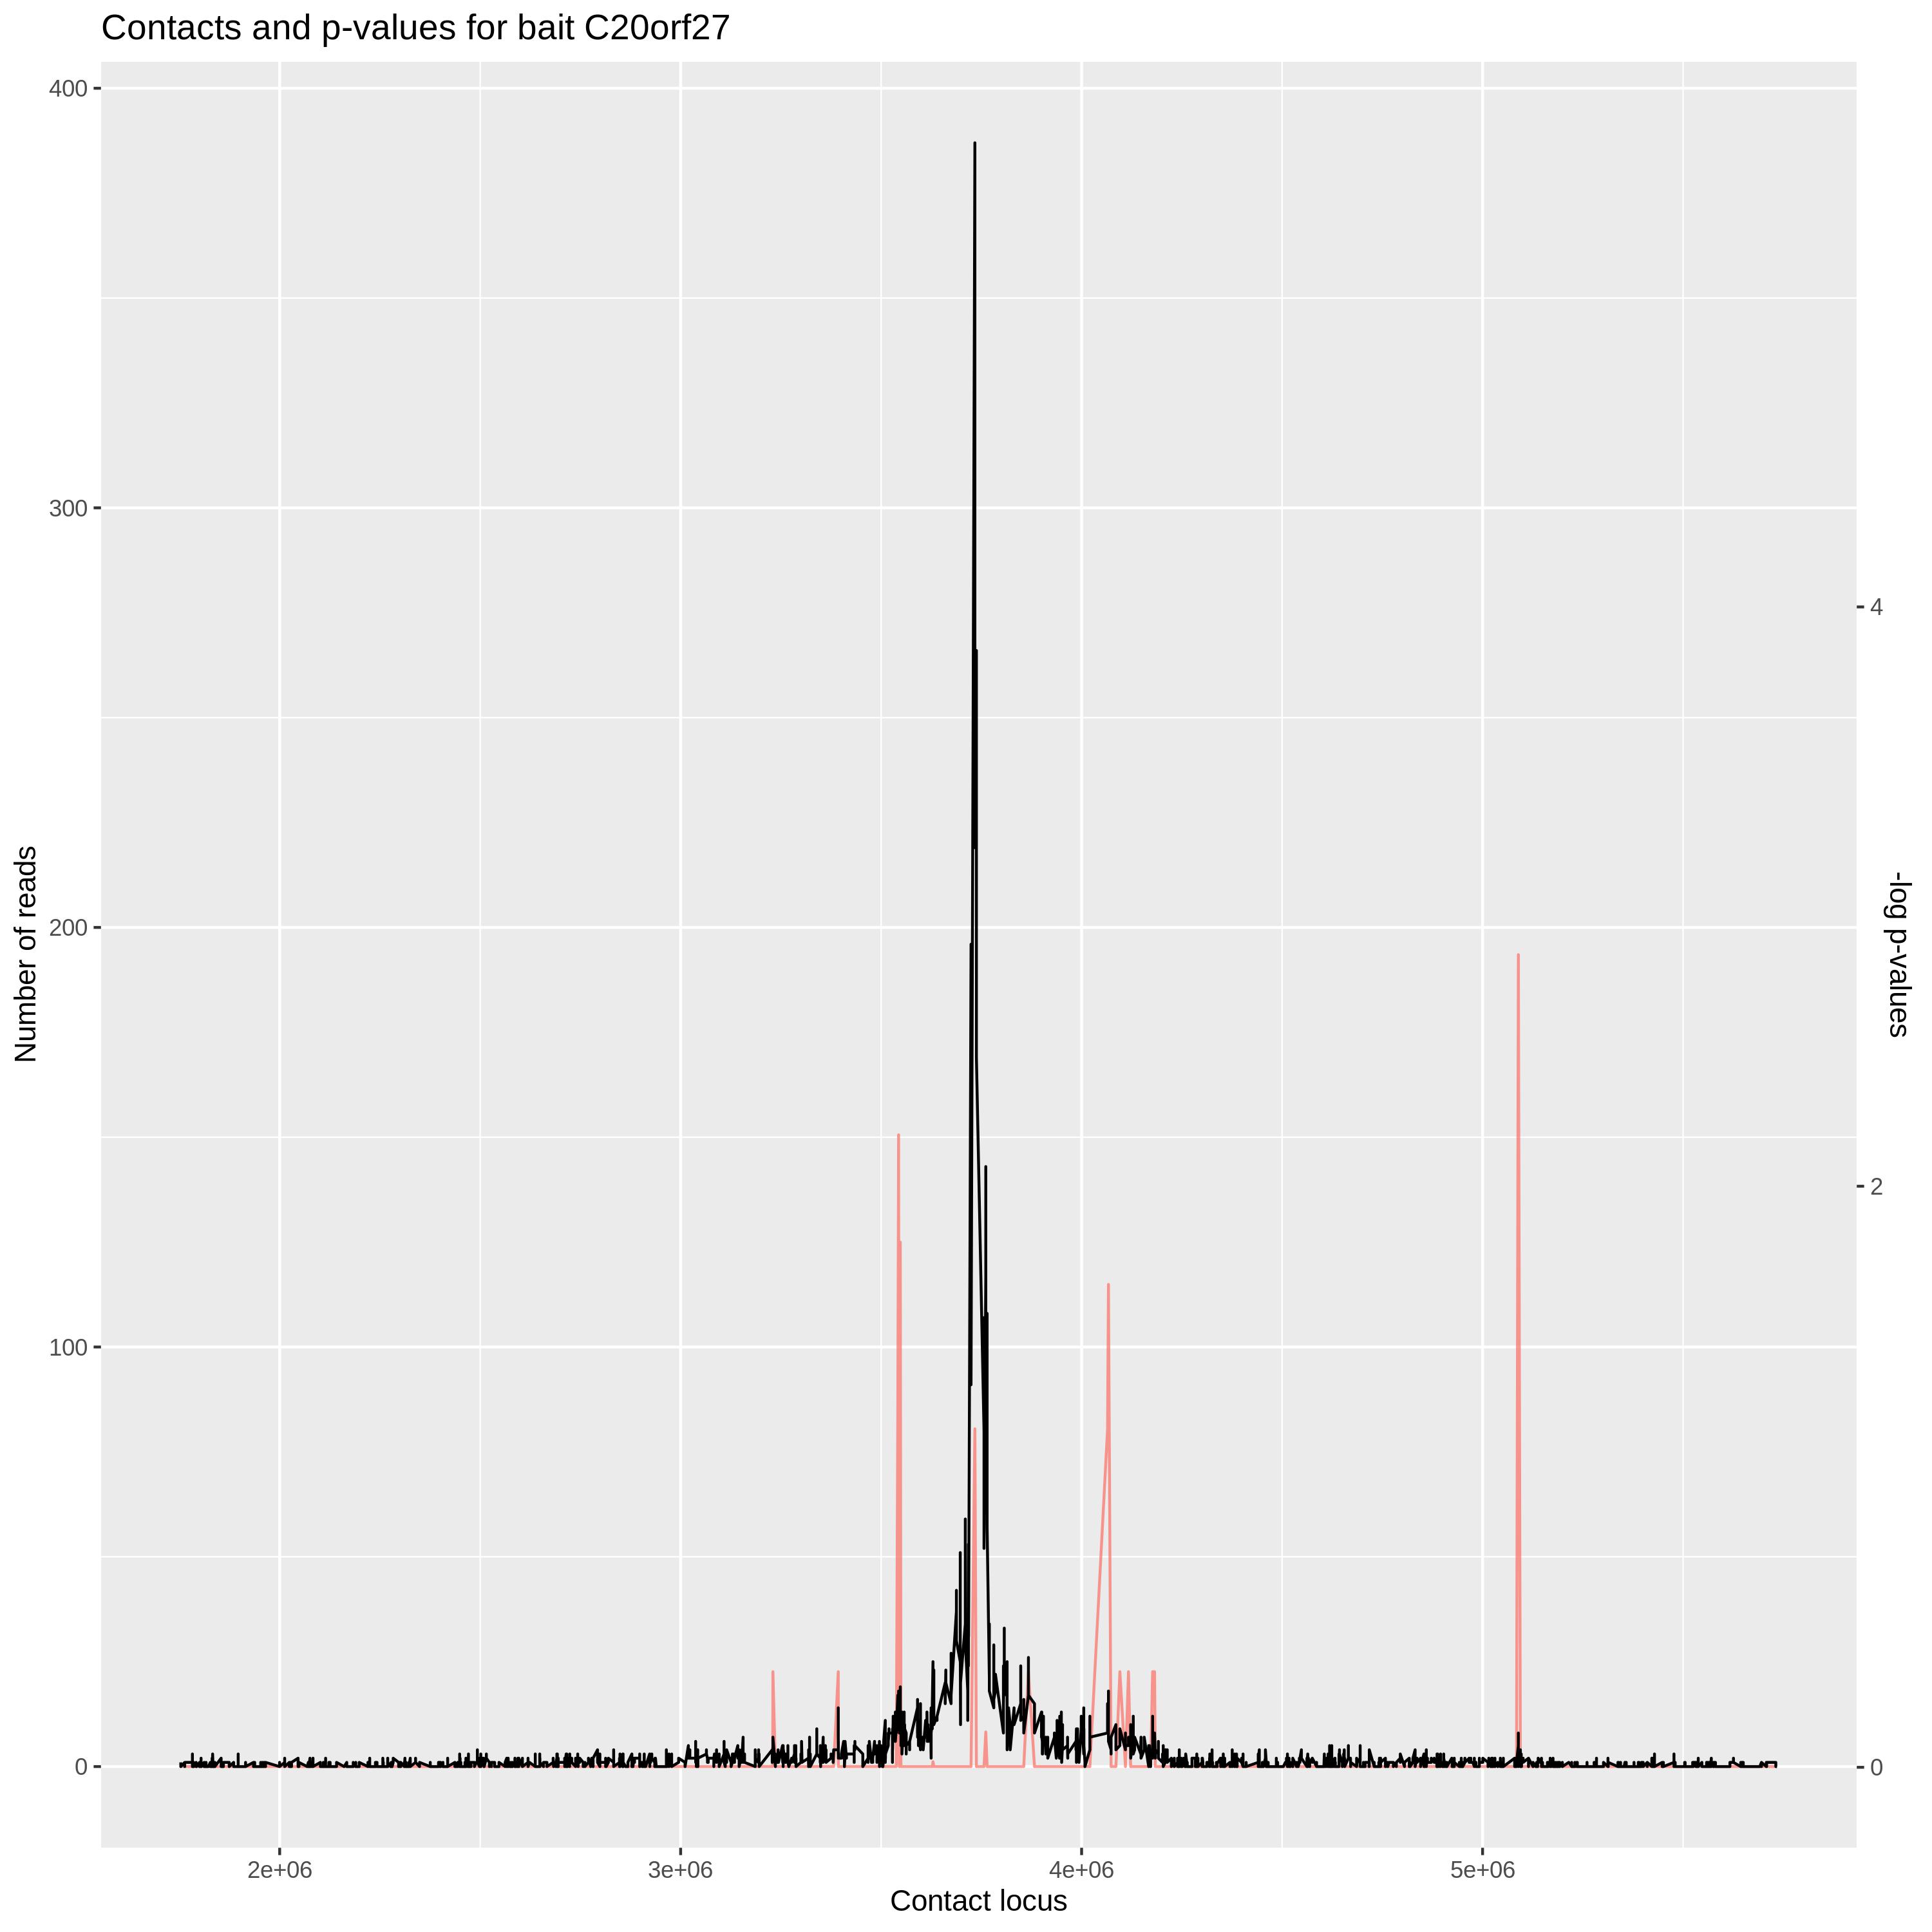 Contacts and p-values for bait C20orf27
400
300
200
100
0
Number of reads
4
2
0
-log p-values
2e+06
3e+06
4e+06
5e+06
Contact locus